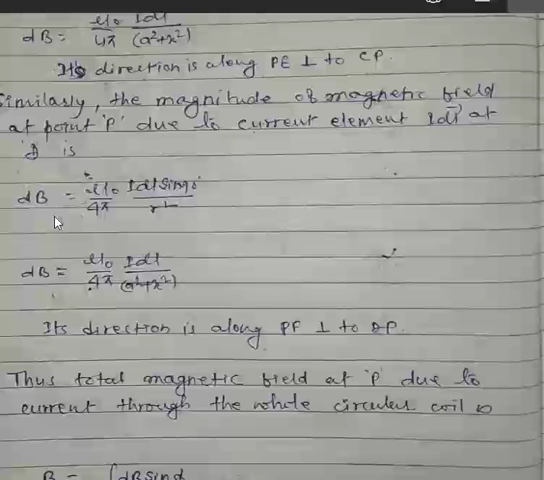 dB = μ0/4π Idl/(a²+x²)
Its direction is along PE ⊥ to CP.
Similarly, the magnitude of magnetic field
at point 'P' due to current element Idl at
'D' is
dB = μ0/4π Idl sin90°/r²
dB = μ0/4π Idl/(a²+x²)
Its direction is along PF ⊥ to DP.
Thus total magnetic field at 'P' due to
current through the whole circular coil is
B = ∫dB sinα